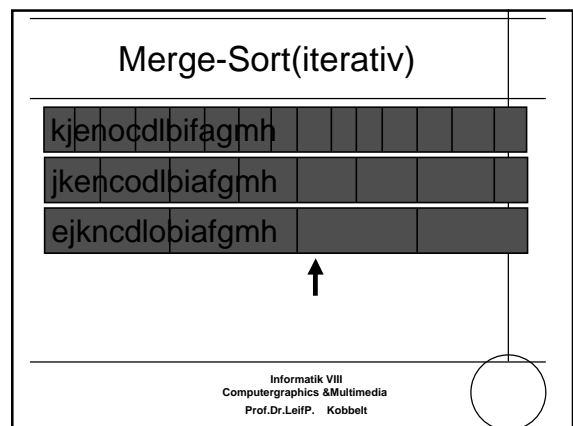 Merge-Sort(iterativ)
kjenocdlbifagmh
jkencodlbiafgmh
ejkncdlobiafgmh
Informatik VIII
Computergraphics &Multimedia
Prof.Dr.LeifP. Kobbelt